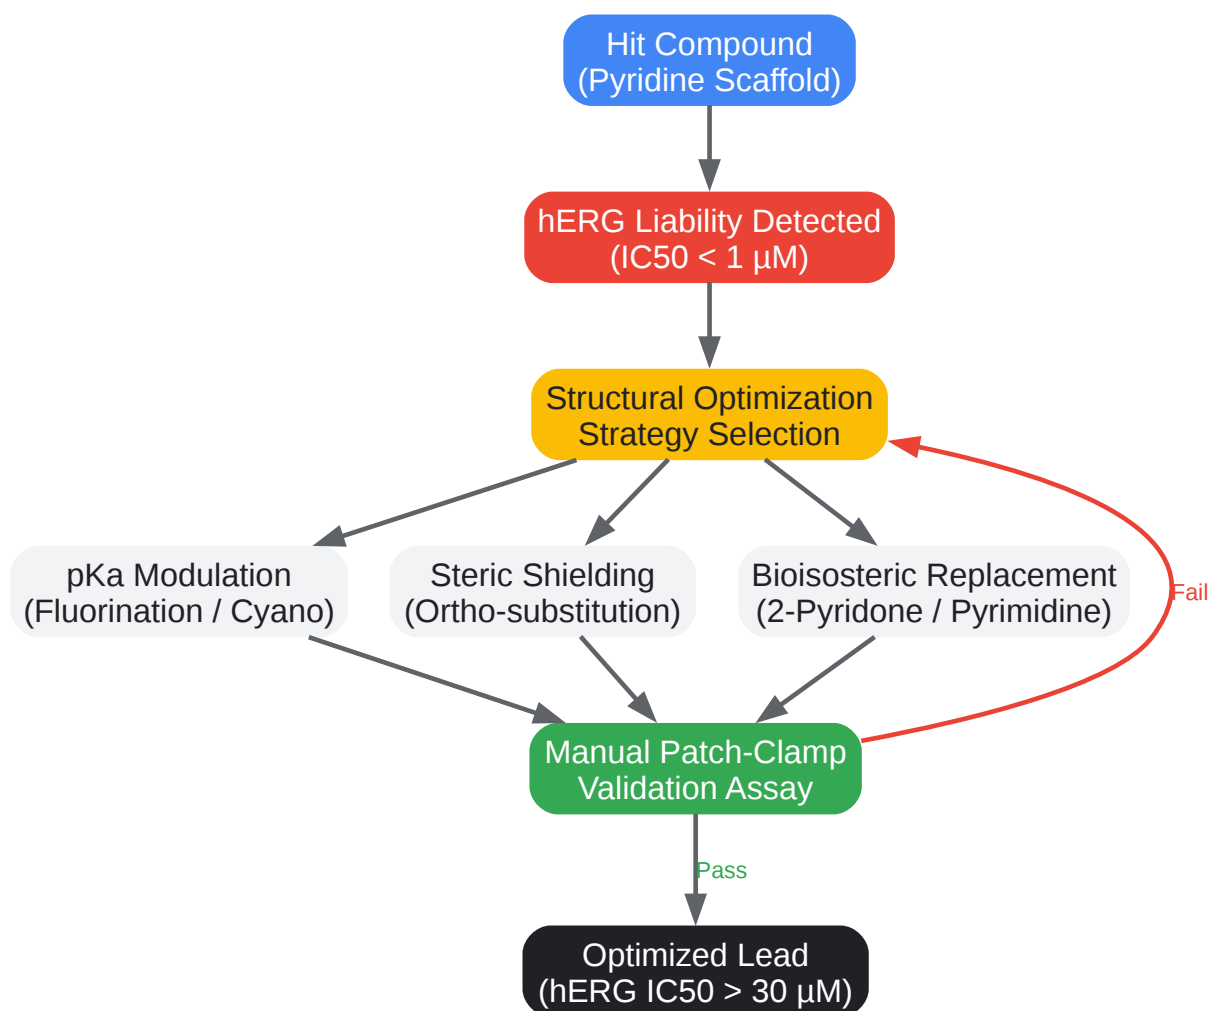 Hit Compound
(Pyridine Scaffold)
hERG Liability Detected
(IC50 < 1 µM)
Structural Optimization
Strategy Selection
pKa Modulation
(Fluorination / Cyano)
Steric Shielding
(Ortho-substitution)
Bioisosteric Replacement
(2-Pyridone / Pyrimidine)
Fail
Manual Patch-Clamp
Validation Assay
Pass
Optimized Lead
(hERG IC50 > 30 µM)